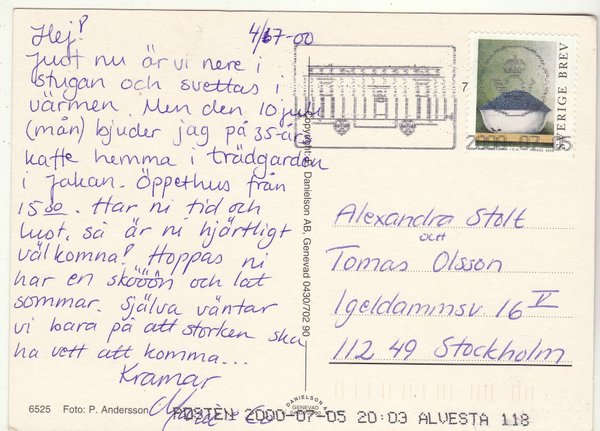 Hej! 4/7-00
Just nu är vi nere i
stugan och svettas i
värmen. Men den 10 juli
(mån) bjuder jag på 35-års
kaffe hemma i trädgården
i Jakan. Öppethus från
15.30. Har ni tid och
lust, så är ni hjärtligt
välkomna! Hoppas ni
har en sköön och lat
sommar. Själva väntar
vi bara på att storken ska
ha vett att komma...
Kramar
6525 Foto: P. Andersson
Danielson AB, Genevad 0430/702 90
SVERIGE BREV
7
Alexandra Stolt
och
Tomas Olsson
Igeldammsv. 16 V
112 49 Stockholm
DANIELSON AB
GENEVAD
POSTEN 2000-07-05 20:03 ALVESTA 118